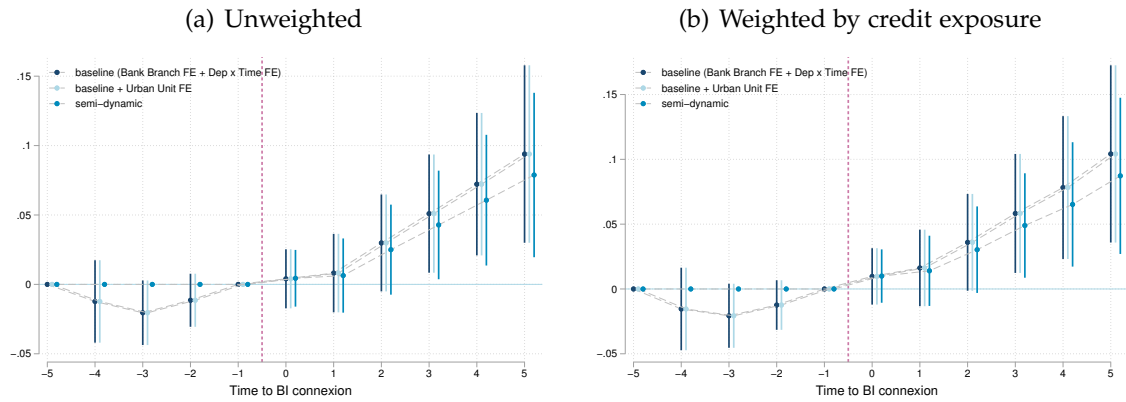 (a) Unweighted
baseline (Bank Branch FE + Dep x Time FE)
baseline + Urban Unit FE
semi-dynamic
.15
.1
.05
0
-.05
-5 -4 -3 -2 -1 0 1 2 3 4 5
Time to BI connexion
(b) Weighted by credit exposure
baseline (Bank Branch FE + Dep x Time FE)
baseline + Urban Unit FE
semi-dynamic
.15
.1
.05
0
-.05
-5 -4 -3 -2 -1 0 1 2 3 4 5
Time to BI connexion